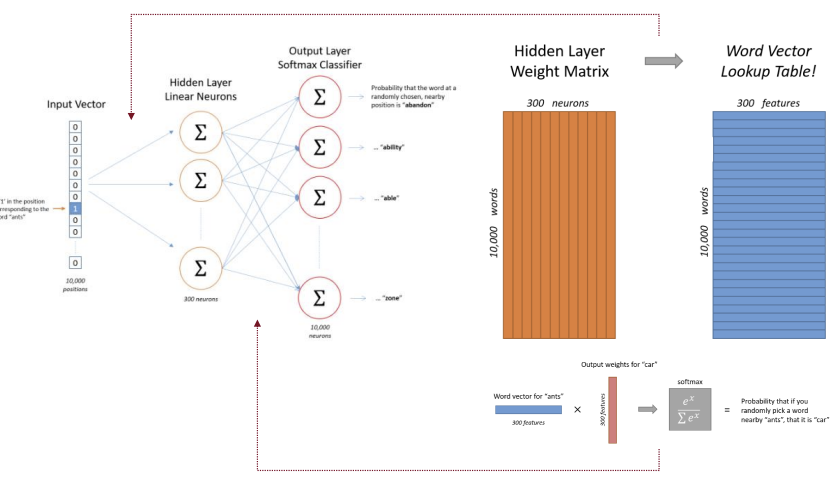 Input Vector
0
0
0
0
0
0
0
1
0
0
0
'1' in the position
corresponding to the
word "ants"
10,000
positions
Hidden Layer
Linear Neurons
Σ
Σ
Σ
300 neurons
Output Layer
Softmax Classifier
Σ
Σ
Σ
Σ
10,000
neurons
Probability that the word at a
randomly chosen, nearby
position is "abandon"
... "ability"
... "able"
... "zone"
Hidden Layer
Weight Matrix
300 neurons
10,000 words
Word Vector
Lookup Table!
300 features
10,000 words
Output weights for "car"
Word vector for "ants"
300 features
×
300 features
softmax
e^x
Σ e^x
=
Probability that if you
randomly pick a word
nearby "ants", that it is "car"